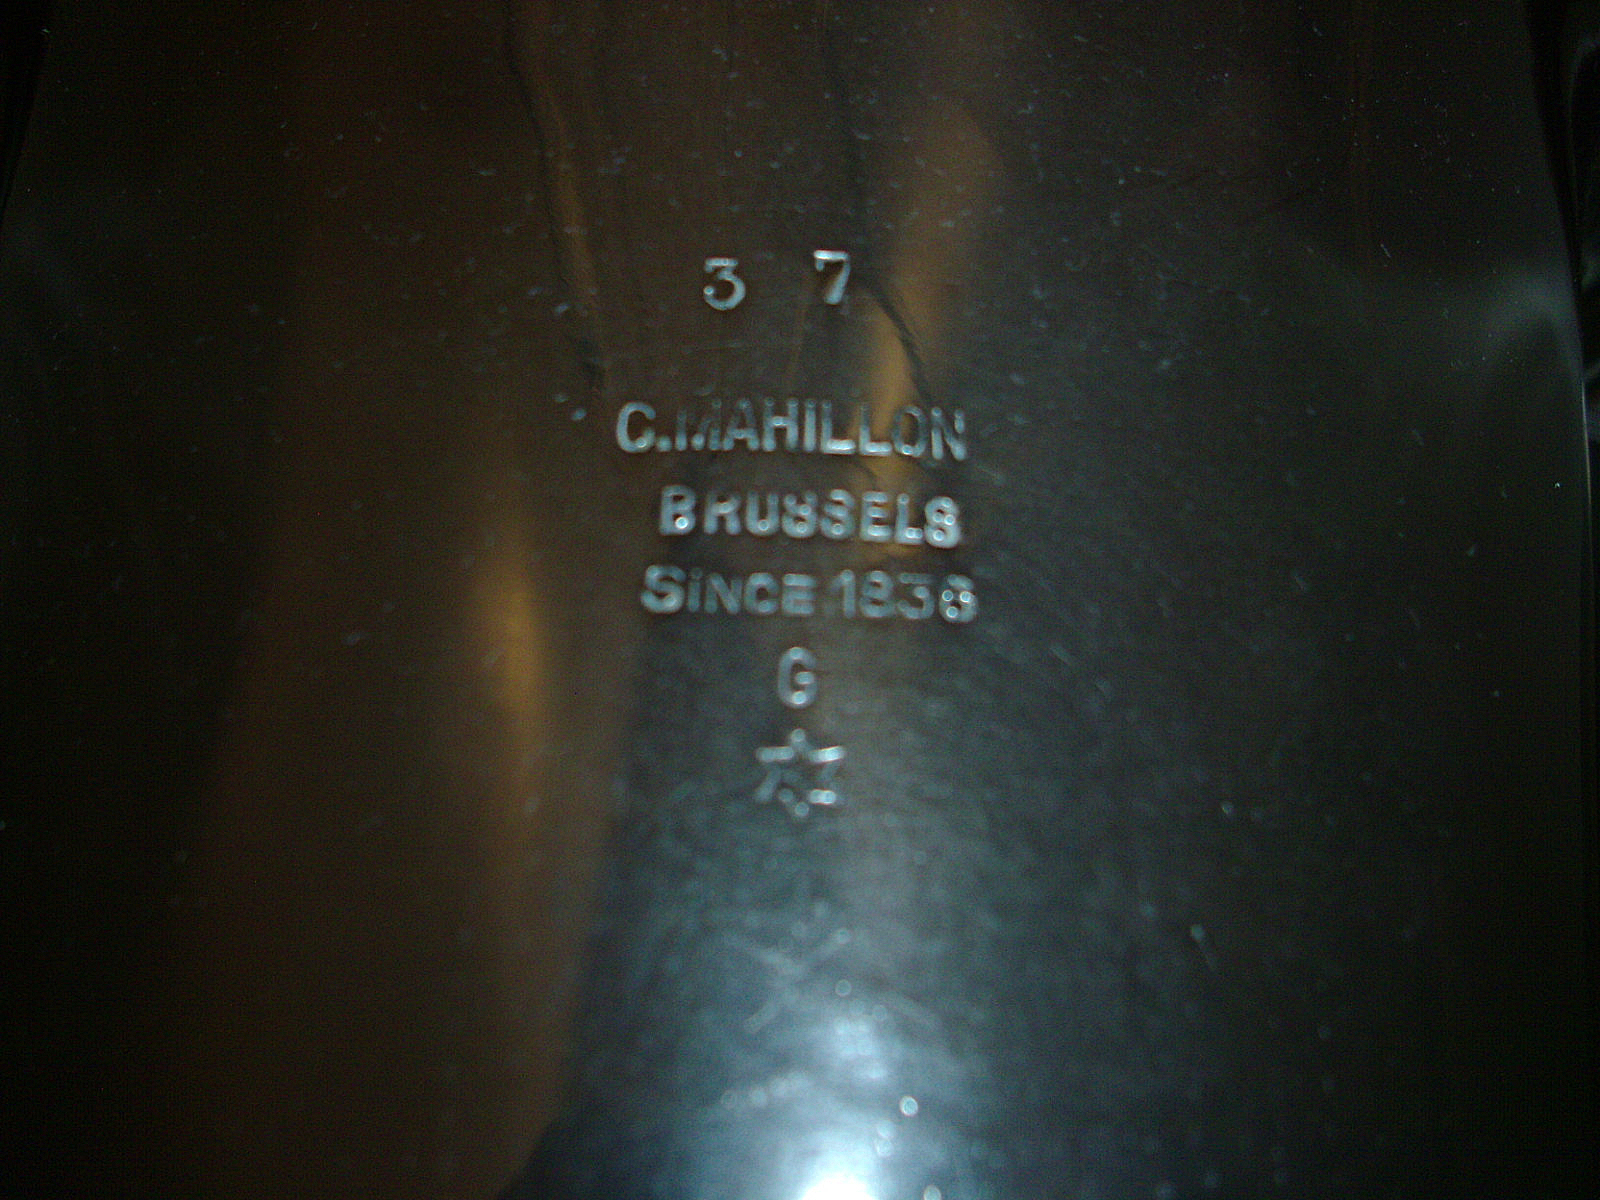 3 7
C.MAHILLON
BRUSSELS
SINCE 1836
G